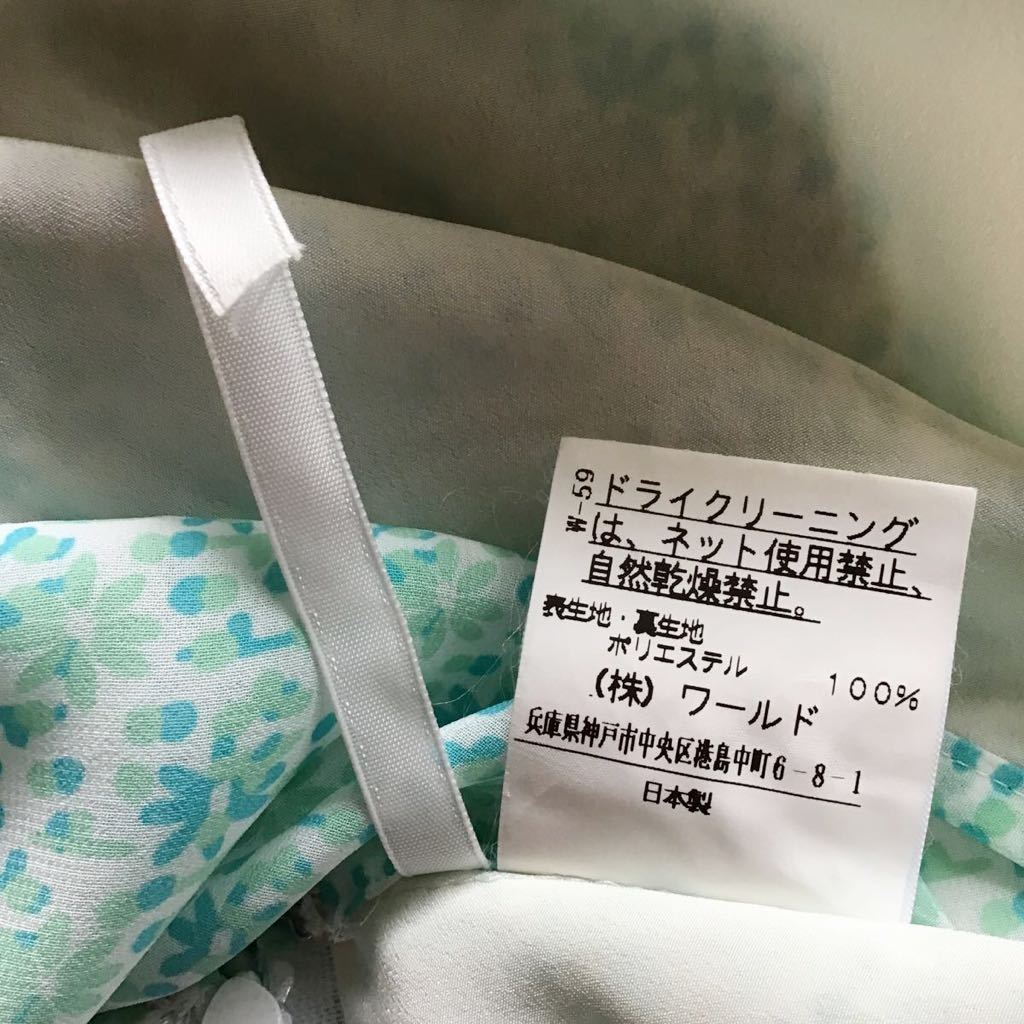 W-59
ドライクリーニング
は、ネット使用禁止、
自然乾燥禁止。
表生地・裏生地
ポリエステル 100%
(株) ワールド
兵庫県神戸市中央区港島中町6-8-1
日本製